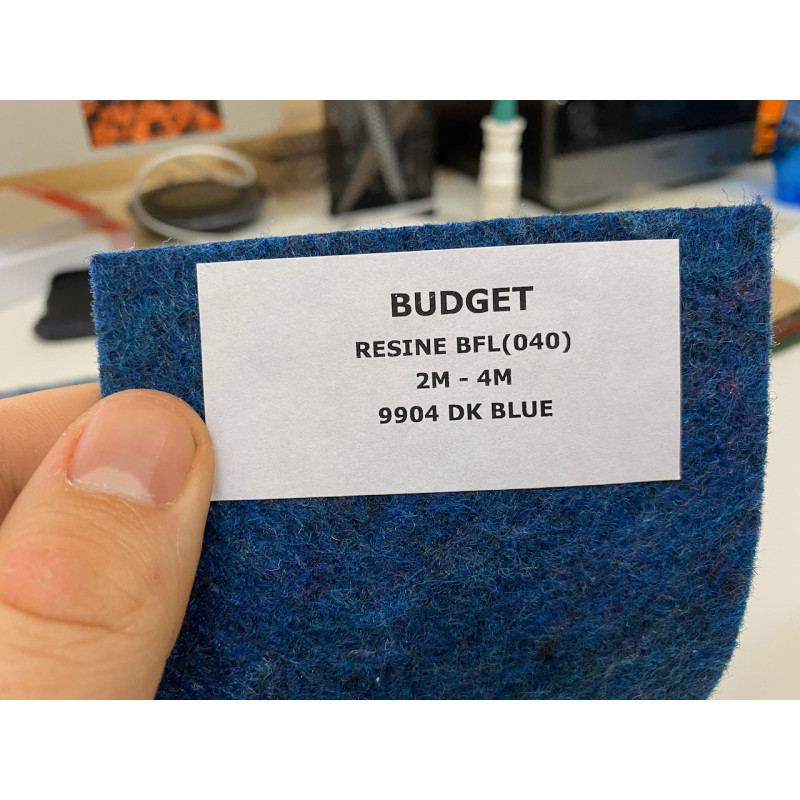 BUDGET
RESINE BFL(040)
2M - 4M
9904 DK BLUE